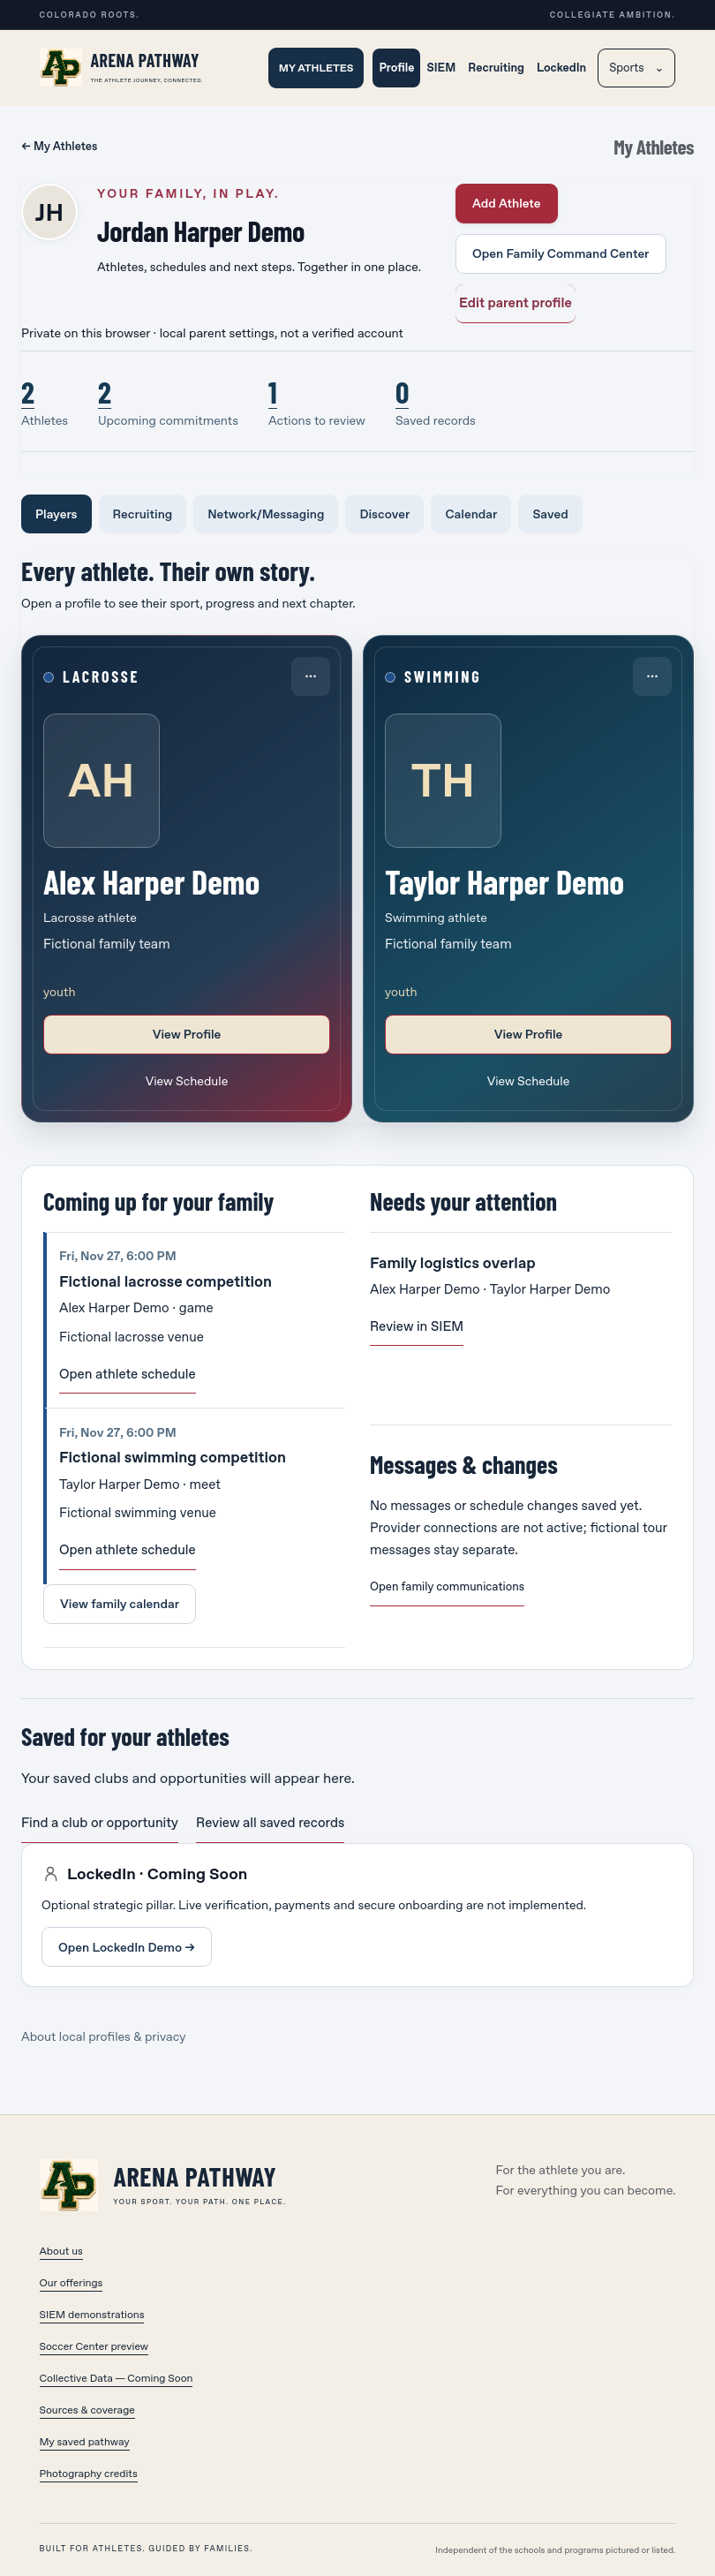 COLORADO ROOTS.
COLLEGIATE AMBITION.
AP
ARENA PATHWAY
THE ATHLETE JOURNEY, CONNECTED.
MY ATHLETES
Profile
SIEM
Recruiting
LockedIn
Sports
← My Athletes
My Athletes
JH
YOUR FAMILY, IN PLAY.
Jordan Harper Demo
Athletes, schedules and next steps. Together in one place.
Add Athlete
Open Family Command Center
Edit parent profile
Private on this browser · local parent settings, not a verified account
2
Athletes
2
Upcoming commitments
1
Actions to review
0
Saved records
Players
Recruiting
Network/Messaging
Discover
Calendar
Saved
Every athlete. Their own story.
Open a profile to see their sport, progress and next chapter.
LACROSSE
···
AH
Alex Harper Demo
Lacrosse athlete
Fictional family team
youth
View Profile
View Schedule
SWIMMING
···
TH
Taylor Harper Demo
Swimming athlete
Fictional family team
youth
View Profile
View Schedule
Coming up for your family
Fri, Nov 27, 6:00 PM
Fictional lacrosse competition
Alex Harper Demo · game
Fictional lacrosse venue
Open athlete schedule
Fri, Nov 27, 6:00 PM
Fictional swimming competition
Taylor Harper Demo · meet
Fictional swimming venue
Open athlete schedule
View family calendar
Needs your attention
Family logistics overlap
Alex Harper Demo · Taylor Harper Demo
Review in SIEM
Messages & changes
No messages or schedule changes saved yet.
Provider connections are not active; fictional tour
messages stay separate.
Open family communications
Saved for your athletes
Your saved clubs and opportunities will appear here.
Find a club or opportunity
Review all saved records
LockedIn · Coming Soon
Optional strategic pillar. Live verification, payments and secure onboarding are not implemented.
Open LockedIn Demo →
About local profiles & privacy
AP
ARENA PATHWAY
YOUR SPORT. YOUR PATH. ONE PLACE.
For the athlete you are.
For everything you can become.
About us
Our offerings
SIEM demonstrations
Soccer Center preview
Collective Data — Coming Soon
Sources & coverage
My saved pathway
Photography credits
BUILT FOR ATHLETES. GUIDED BY FAMILIES.
Independent of the schools and programs pictured or listed.